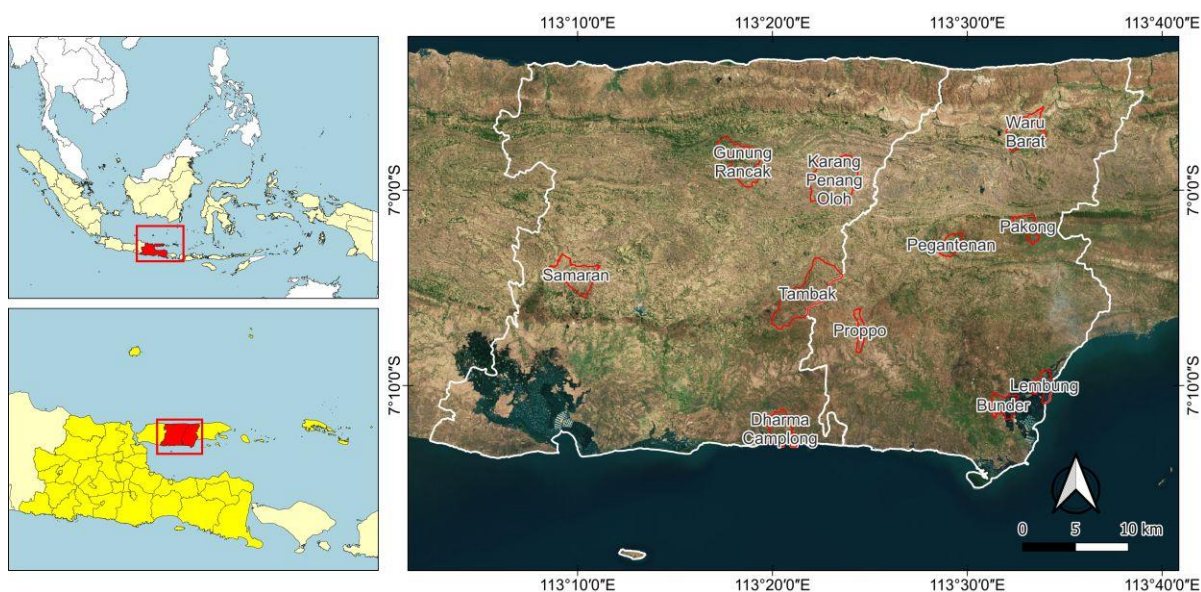 113°10′0″E
113°20′0″E
113°30′0″E
113°40′0″E
7°0′0″S
7°10′0″S
Waru
Barat
Gunung
Rancak
Karang
Penang
Oloh
Pakong
Pegantenan
Samaran
Tambak
Proppo
Lembung
Bunder
Dharma
Camplong
0 5 10 km
7°0′0″S
7°10′0″S
113°10′0″E
113°20′0″E
113°30′0″E
113°40′0″E